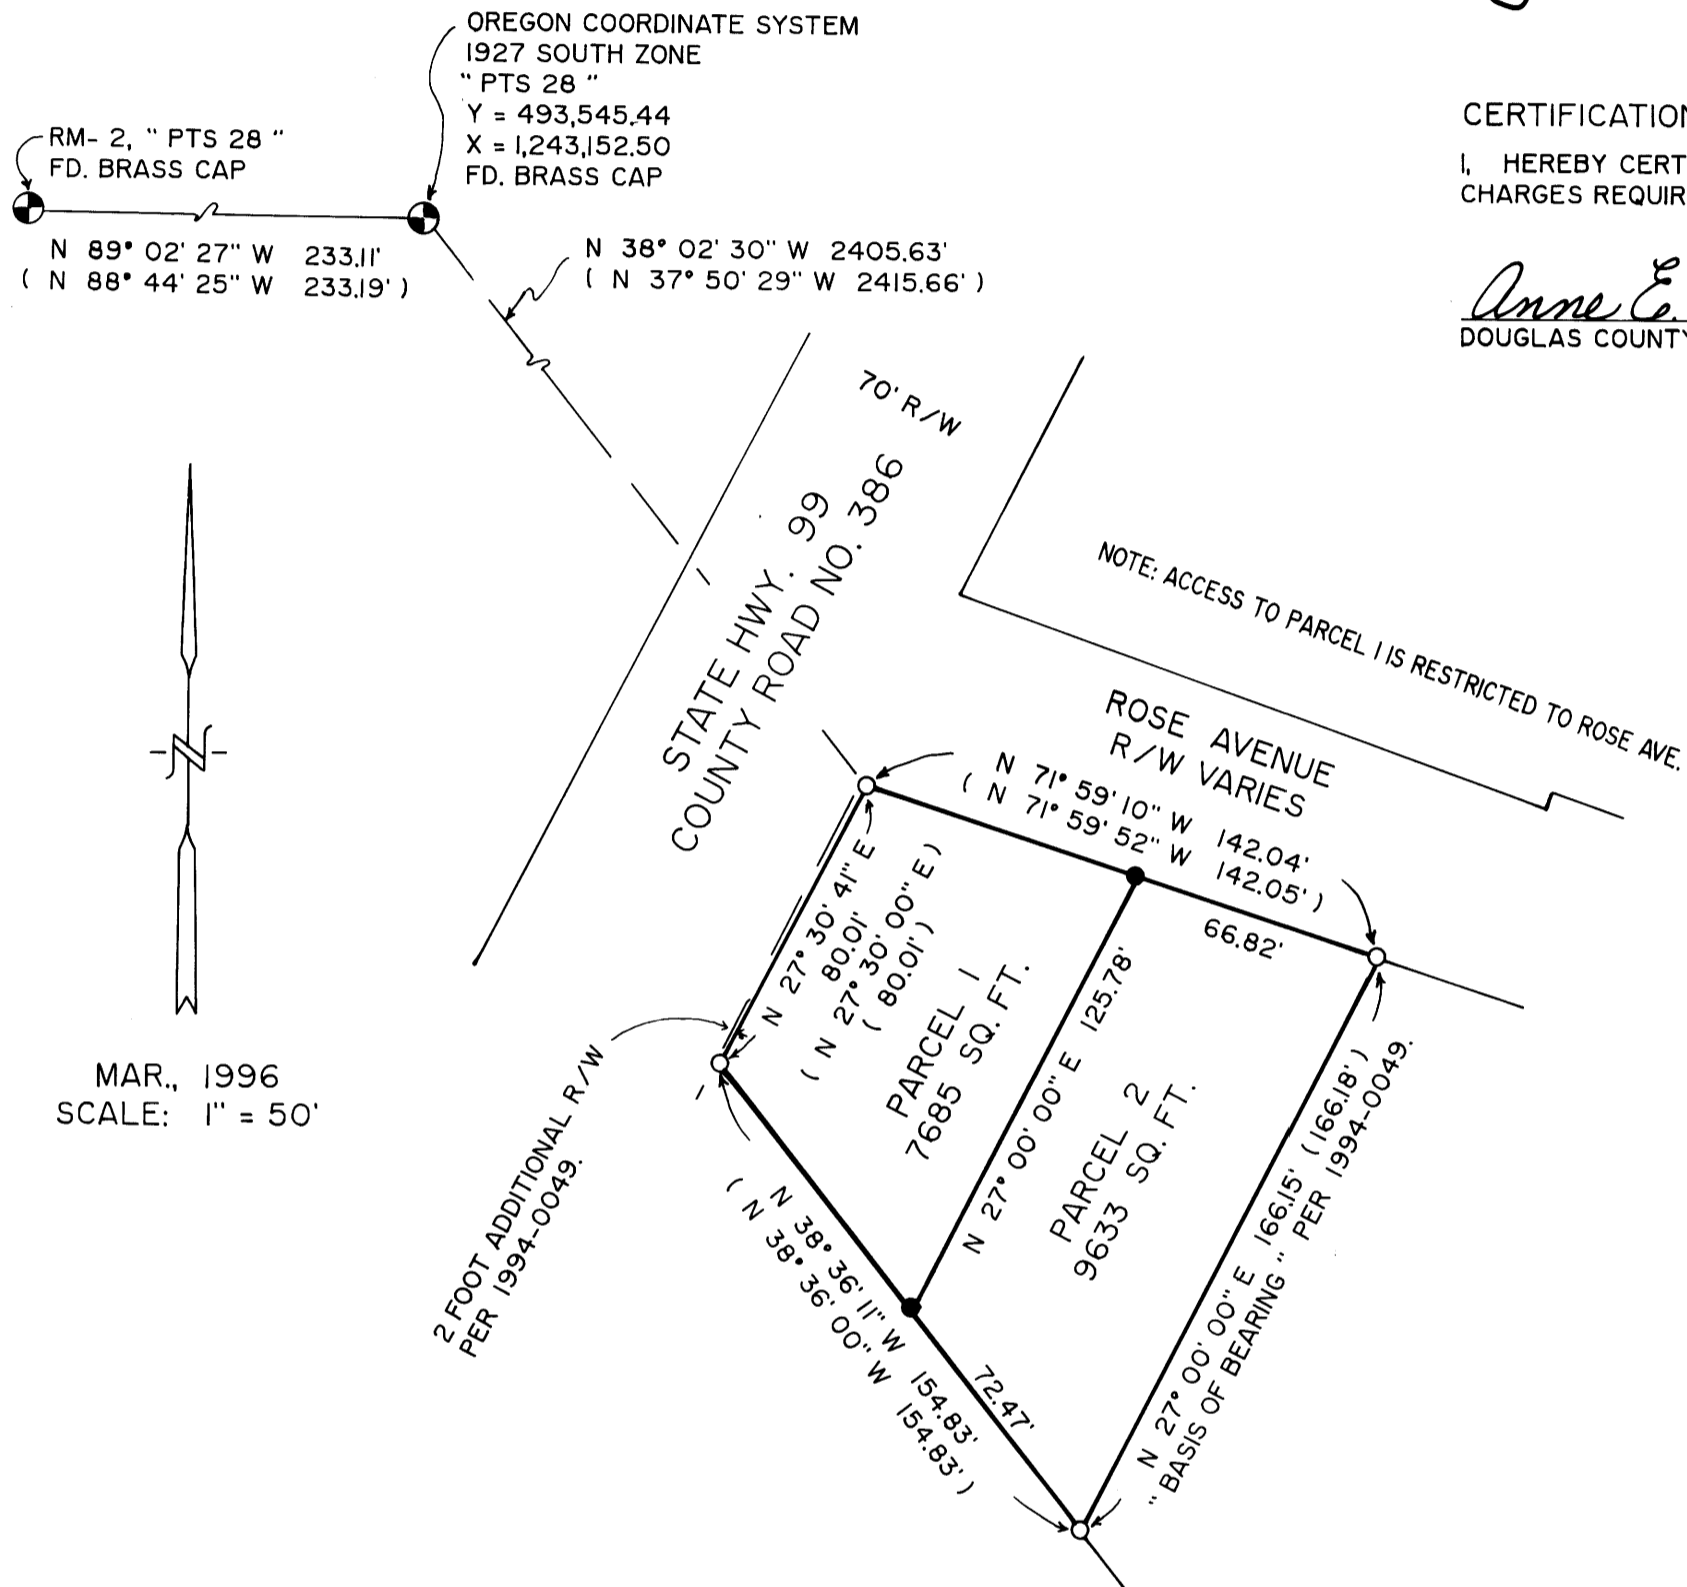 OREGON COORDINATE SYSTEM
1927 SOUTH ZONE
" PTS 28 "
Y = 493,545.44
X = 1,243,152.50
FD. BRASS CAP
RM- 2, " PTS 28 "
FD. BRASS CAP
N 89° 02' 27" W 233.11'
( N 88° 44' 25" W 233.19' )
N 38° 02' 30" W 2405.63'
( N 37° 50' 29" W 2415.66' )
CERTIFICATION
I, HEREBY CERT
CHARGES REQUIR
Anne E.
DOUGLAS COUNTY
70' R/W
STATE HWY. 99
COUNTY ROAD NO. 386
NOTE: ACCESS TO PARCEL 1 IS RESTRICTED TO ROSE AVE.
ROSE AVENUE
R/W VARIES
N 71° 59' 10" W 142.04'
( N 71° 59' 52" W 142.05' )
66.82'
N
MAR., 1996
SCALE: 1" = 50'
N 27° 30' 41" E
80.01'
( N 27° 30' 00" E )
( 80.01' )
PARCEL 1
7685 SQ. FT.
N 27° 00' 00" E 125.78'
PARCEL 2
9633 SQ. FT.
N 27° 00' 00" E 166.15' ( 166.18' )
" BASIS OF BEARING " PER 1994-0049.
2 FOOT ADDITIONAL R/W
PER 1994-0049.
N 38° 36' 11" W 154.83'
( N 38° 36' 00" W 154.83' )
72.47'